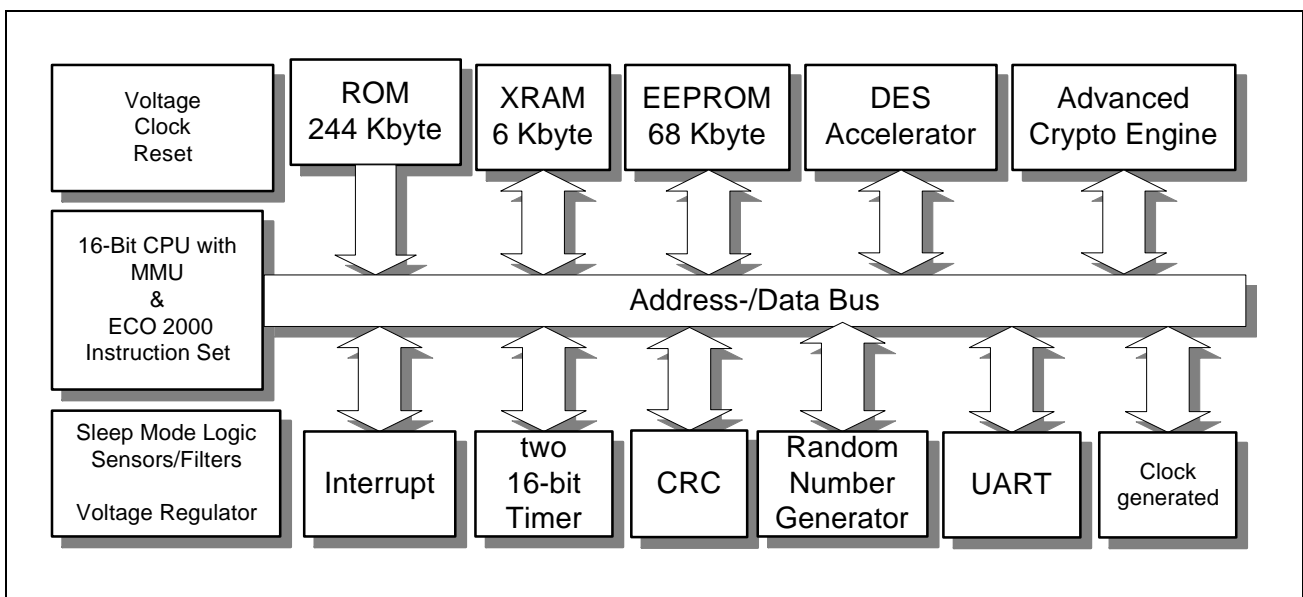 Voltage
Clock
Reset
ROM
244 Kbyte
XRAM
6 Kbyte
EEPROM
68 Kbyte
DES
Accelerator
Advanced
Crypto Engine
16-Bit CPU with
MMU
&
ECO 2000
Instruction Set
Address-/Data Bus
Sleep Mode Logic
Sensors/Filters
Voltage Regulator
Interrupt
two
16-bit
Timer
CRC
Random
Number
Generator
UART
Clock
generated